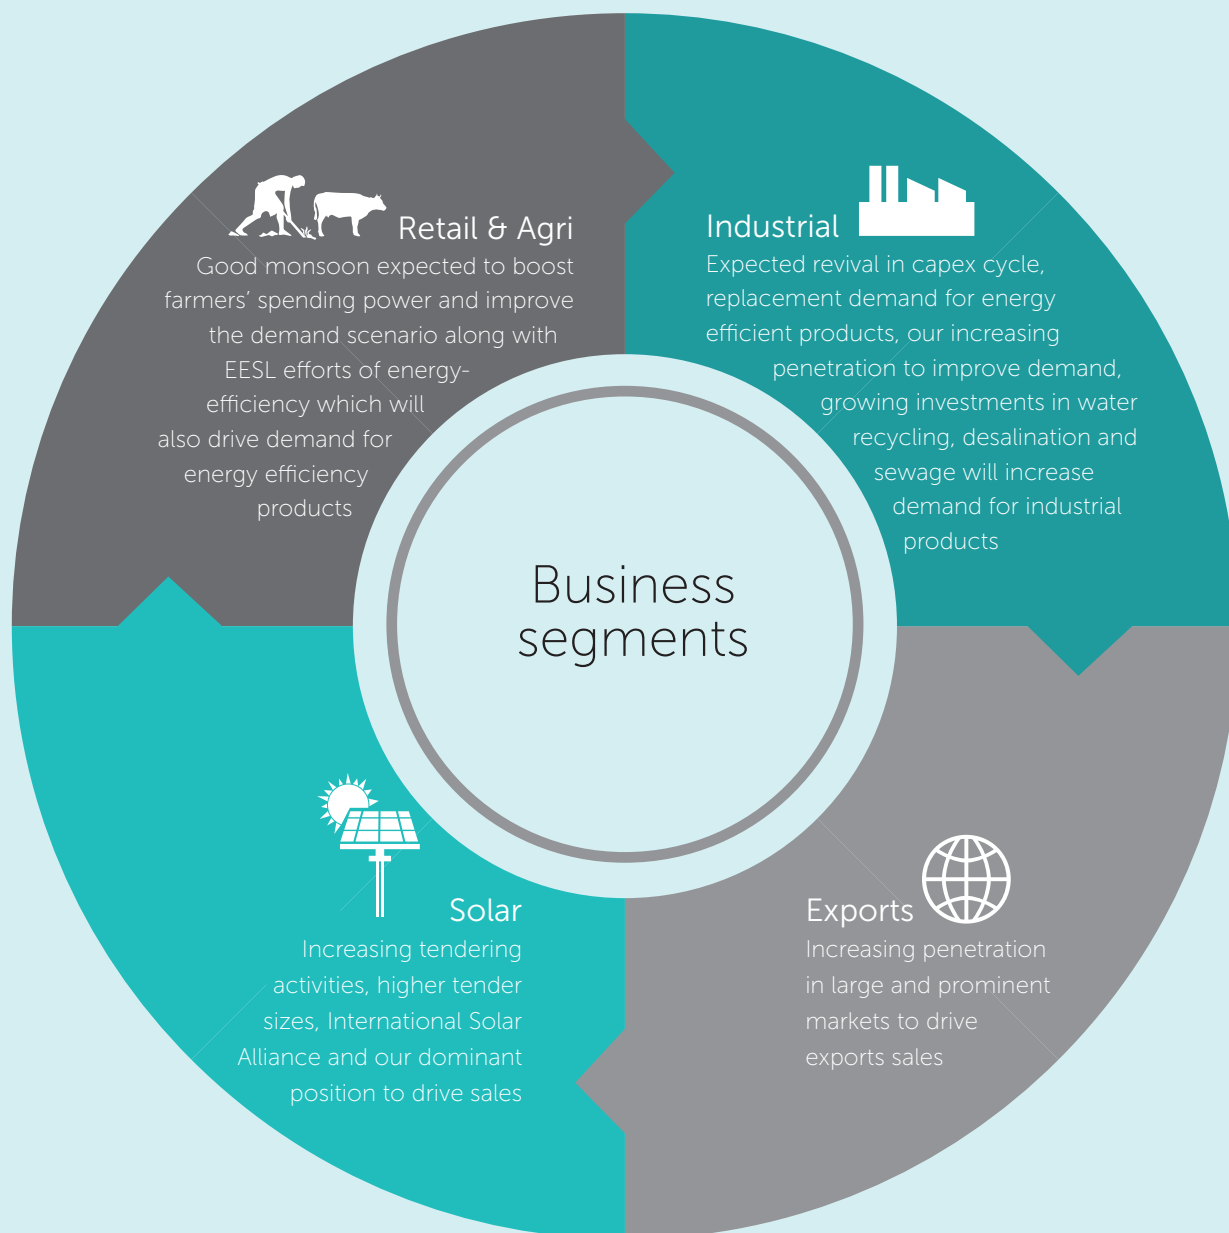 Retail & Agri
Good monsoon expected to boost
farmers’ spending power and improve
the demand scenario along with
EESL efforts of energy-
efficiency which will
also drive demand for
energy efficiency
products
Industrial
Expected revival in capex cycle,
replacement demand for energy
efficient products, our increasing
penetration to improve demand,
growing investments in water
recycling, desalination and
sewage will increase
demand for industrial
products
Business
segments
Solar
Increasing tendering
activities, higher tender
sizes, International Solar
Alliance and our dominant
position to drive sales
Exports
Increasing penetration
in large and prominent
markets to drive
exports sales